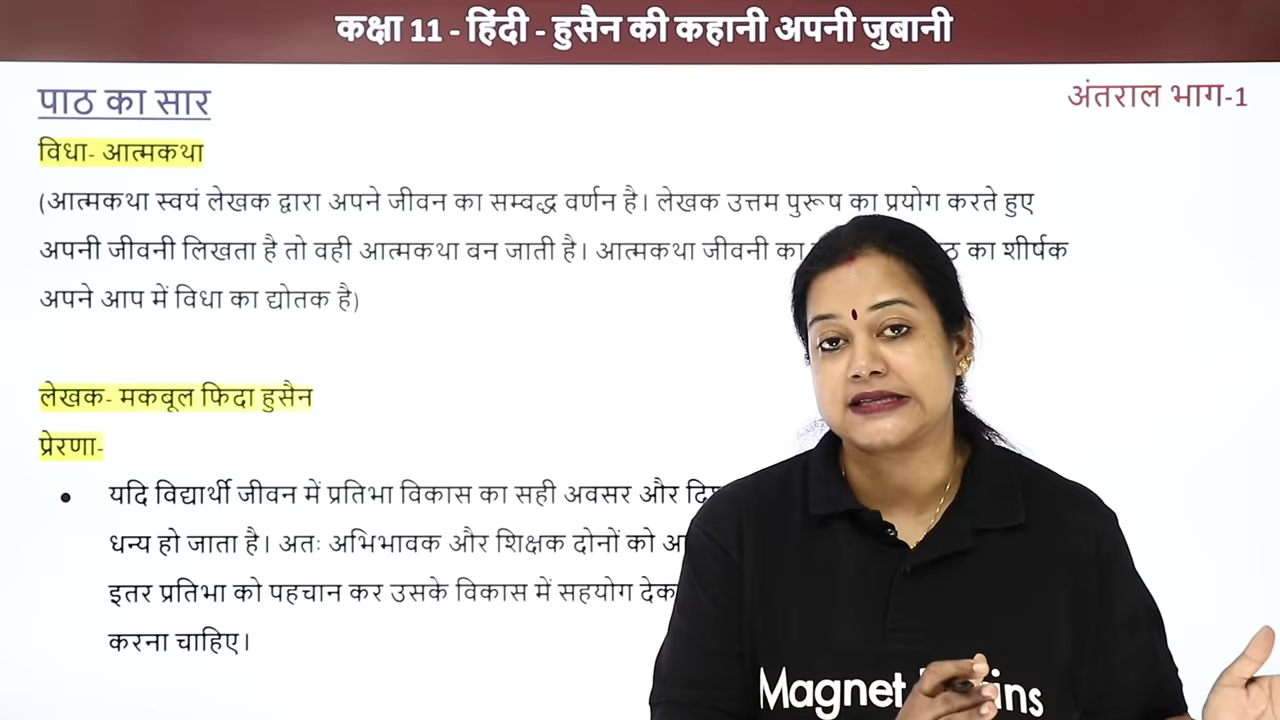 कक्षा 11 - हिंदी - हुसैन की कहानी अपनी जुबानी
पाठ का सार
अंतराल भाग-1
विधा- आत्मकथा
(आत्मकथा स्वयं लेखक द्वारा अपने जीवन का सम्बद्ध वर्णन है। लेखक उत्तम पुरूष का प्रयोग करते हुए
अपनी जीवनी लिखता है तो वही आत्मकथा बन जाती है। आत्मकथा जीवनी का का शीर्षक
अपने आप में विधा का द्योतक है)
लेखक- मकबूल फिदा हुसैन
प्रेरणा-
• यदि विद्यार्थी जीवन में प्रतिभा विकास का सही अवसर और
धन्य हो जाता है। अतः अभिभावक और शिक्षक दोनों को
इतर प्रतिभा को पहचान कर उसके विकास में सहयोग
करना चाहिए।
Magnet